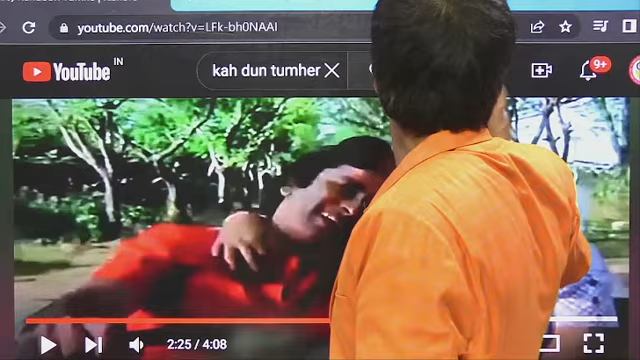 youtube.com/watch?v=LFk-bh0NAAI
YouTube IN
kah dun tumher
9+
2:25 / 4:08